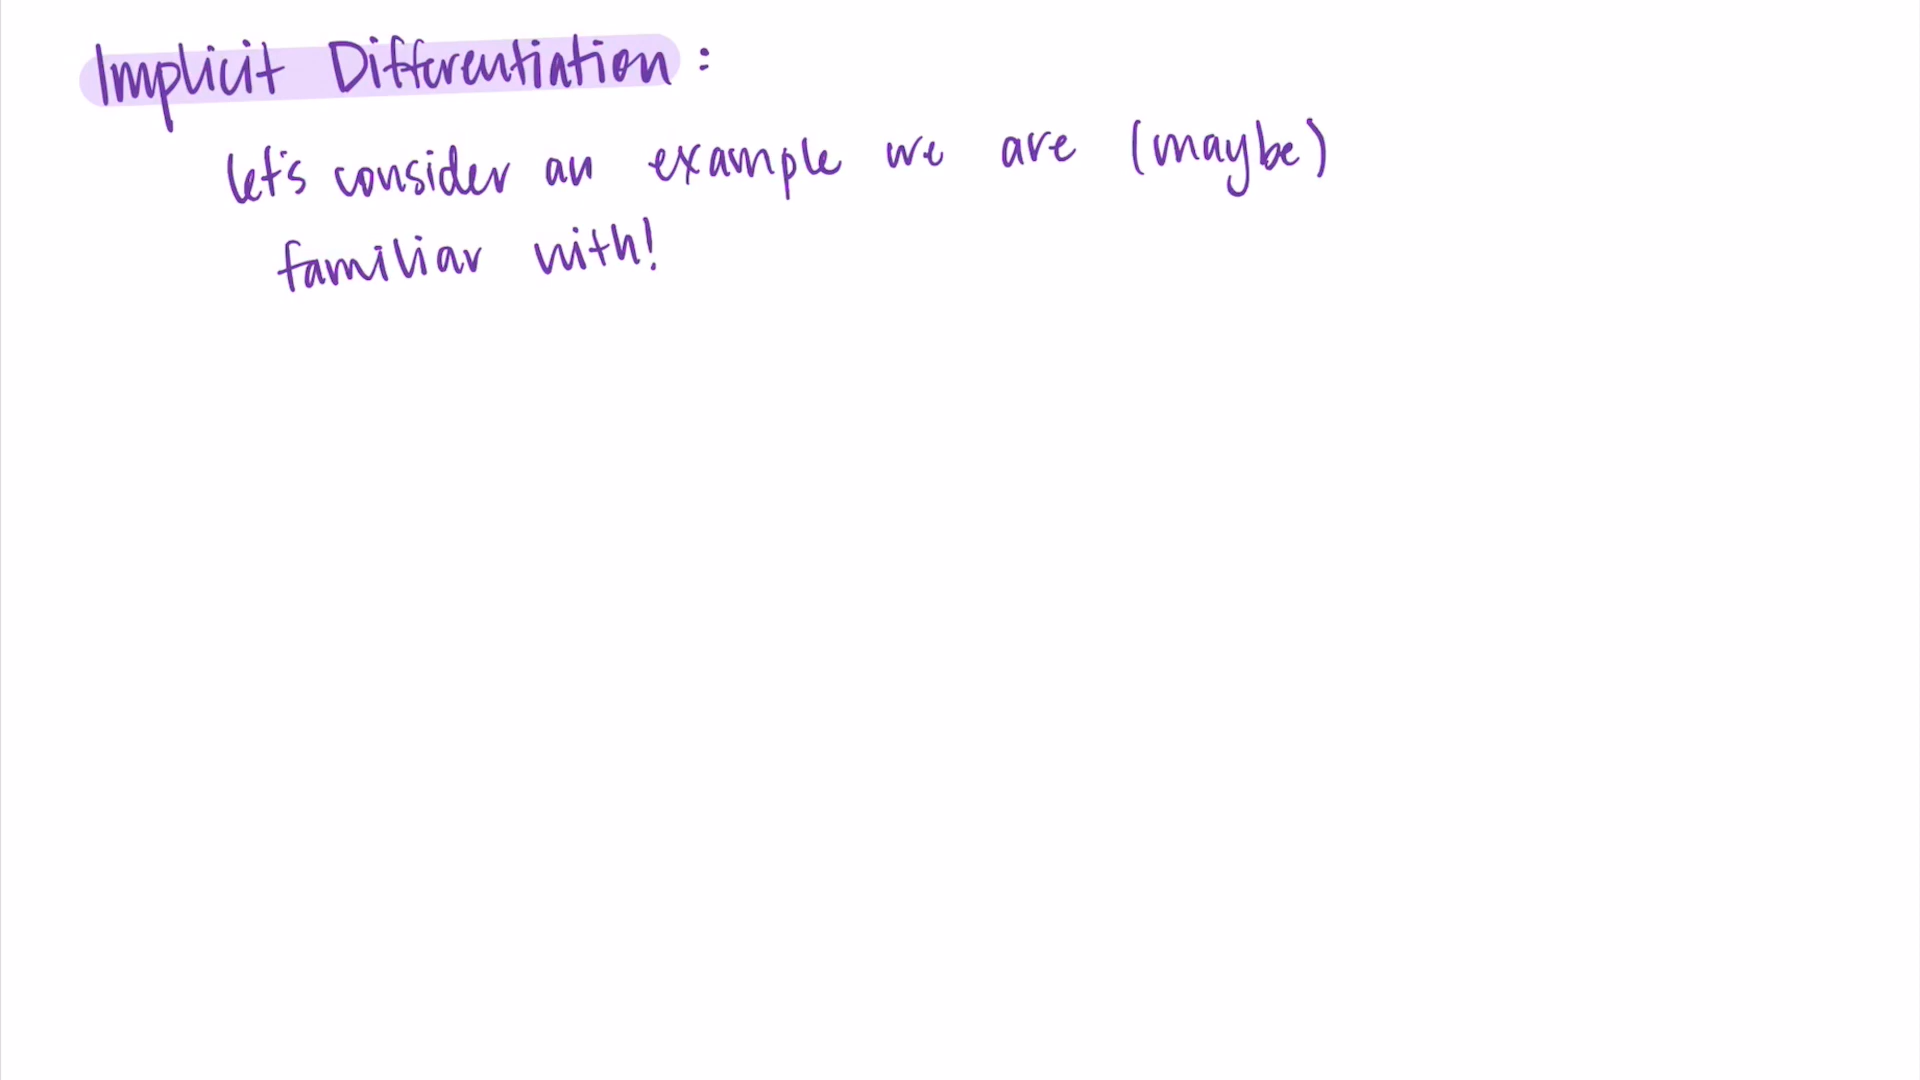 Implicit Differentiation:
let's consider an example we are (maybe)
familiar with!